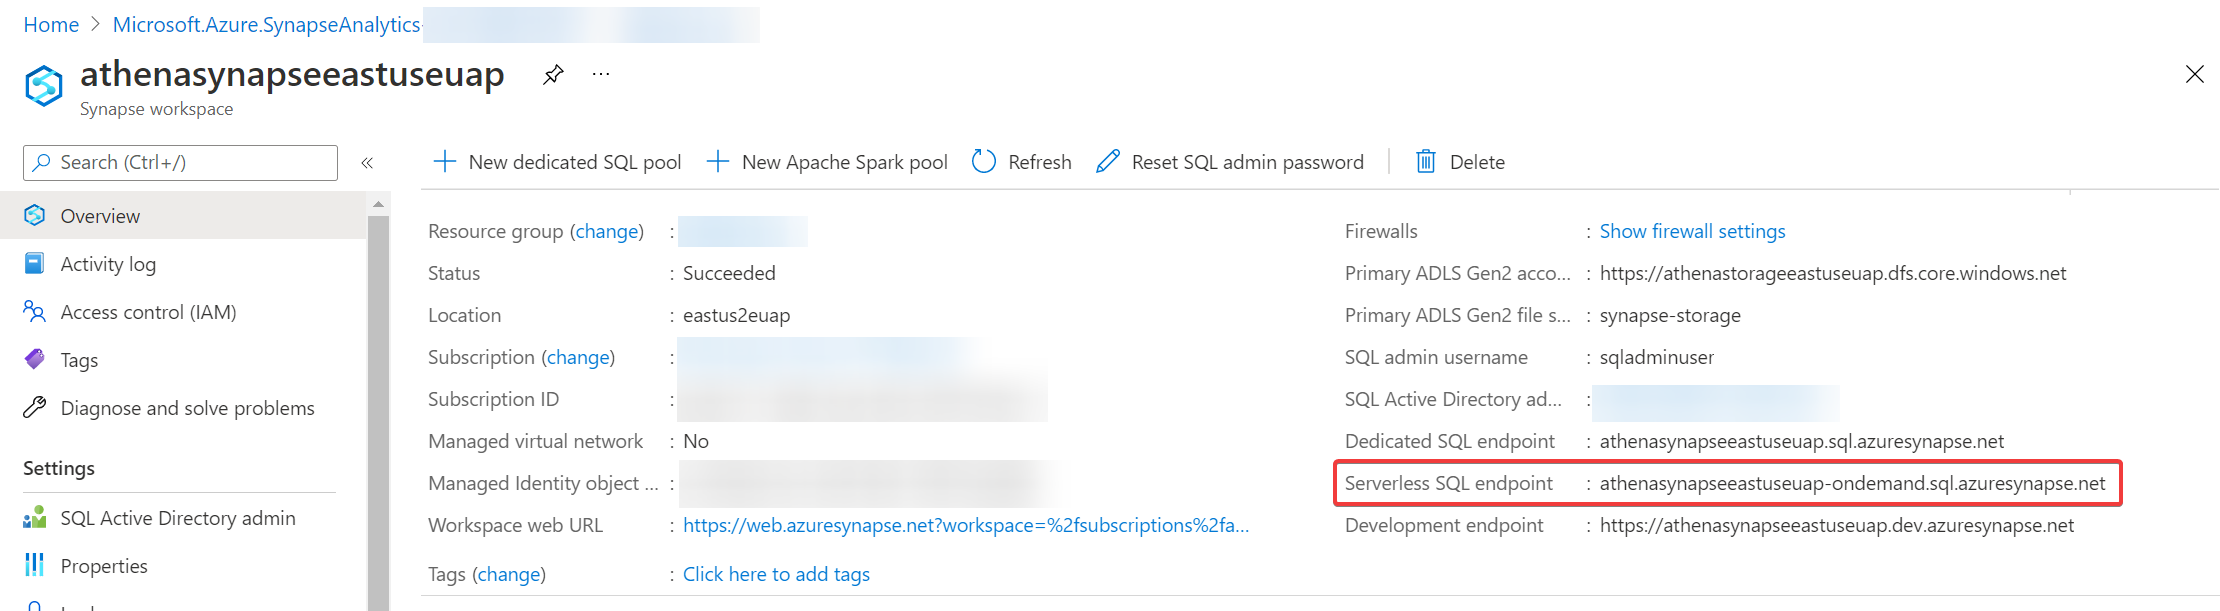 Home > Microsoft.Azure.SynapseAnalytics-
athenasynapseeastuseuap ...
Synapse workspace
Search (Ctrl+/) «
Overview
Activity log
Access control (IAM)
Tags
Diagnose and solve problems
Settings
SQL Active Directory admin
Properties
New dedicated SQL pool New Apache Spark pool Refresh Reset SQL admin password Delete
Resource group (change) :
Status : Succeeded
Location : eastus2euap
Subscription (change) :
Subscription ID :
Managed virtual network : No
Managed Identity object ... :
Workspace web URL : https://web.azuresynapse.net?workspace=%2fsubscriptions%2fa...
Tags (change) : Click here to add tags
Firewalls : Show firewall settings
Primary ADLS Gen2 acco... : https://athenastorageeastuseuap.dfs.core.windows.net
Primary ADLS Gen2 file s... : synapse-storage
SQL admin username : sqladminuser
SQL Active Directory ad... :
Dedicated SQL endpoint : athenasynapseeastuseuap.sql.azuresynapse.net
Serverless SQL endpoint : athenasynapseeastuseuap-ondemand.sql.azuresynapse.net
Development endpoint : https://athenasynapseeastuseuap.dev.azuresynapse.net